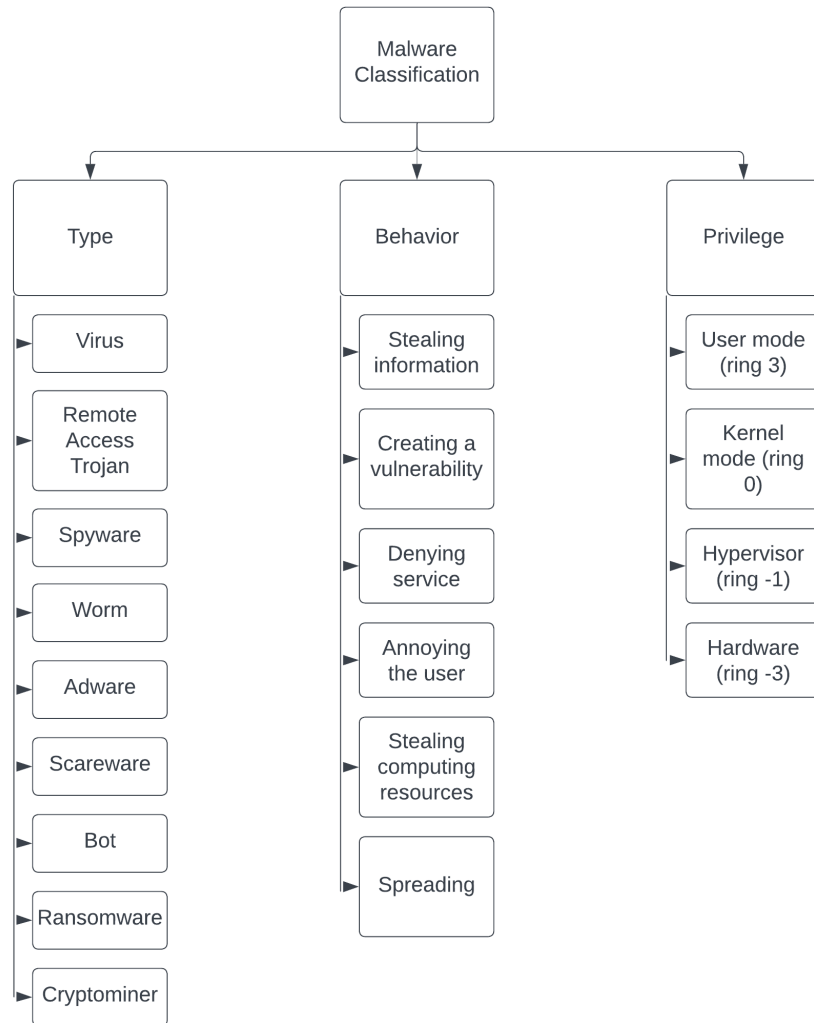 Malware
Classification
Type
Virus
Remote
Access
Trojan
Spyware
Worm
Adware
Scareware
Bot
Ransomware
Cryptominer
Behavior
Stealing
information
Creating a
vulnerability
Denying
service
Annoying
the user
Stealing
computing
resources
Spreading
Privilege
User mode
(ring 3)
Kernel
mode (ring
0)
Hypervisor
(ring -1)
Hardware
(ring -3)